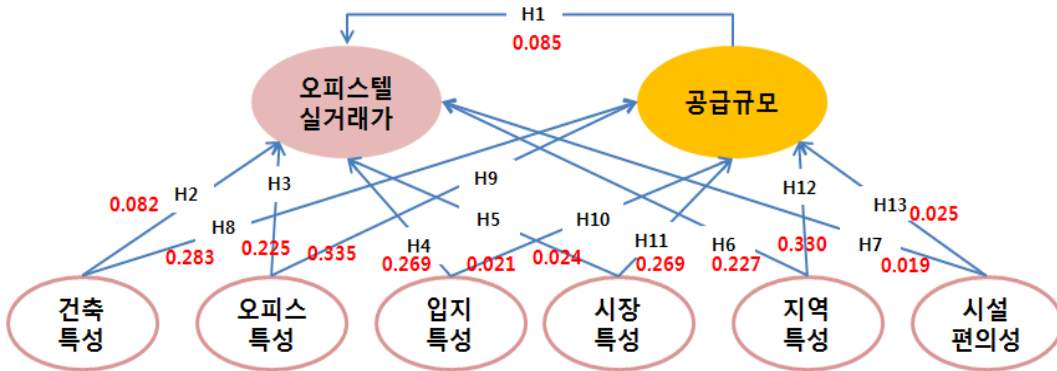 H1
0.085
오피스텔
실거래가
공급규모
H2
H3
H9
H12
0.082
H8
H4
H5
H10
H11
H6
H13
0.025
H7
0.283
0.225
0.335
0.269
0.021
0.024
0.269
0.227
0.330
0.019
건축
특성
오피스
특성
입지
특성
시장
특성
지역
특성
시설
편의성